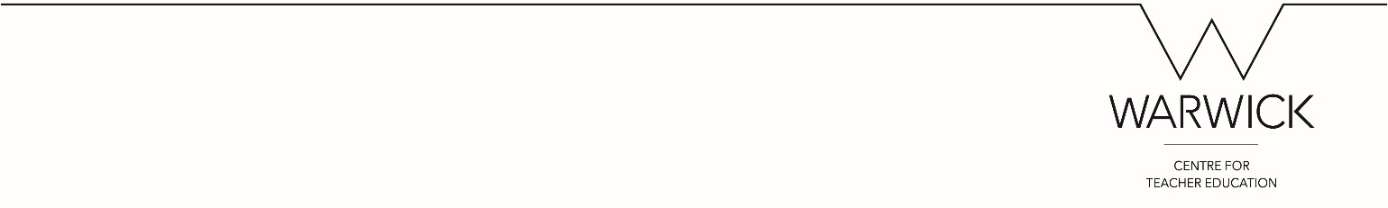 WARWICK
CENTRE FOR
TEACHER EDUCATION